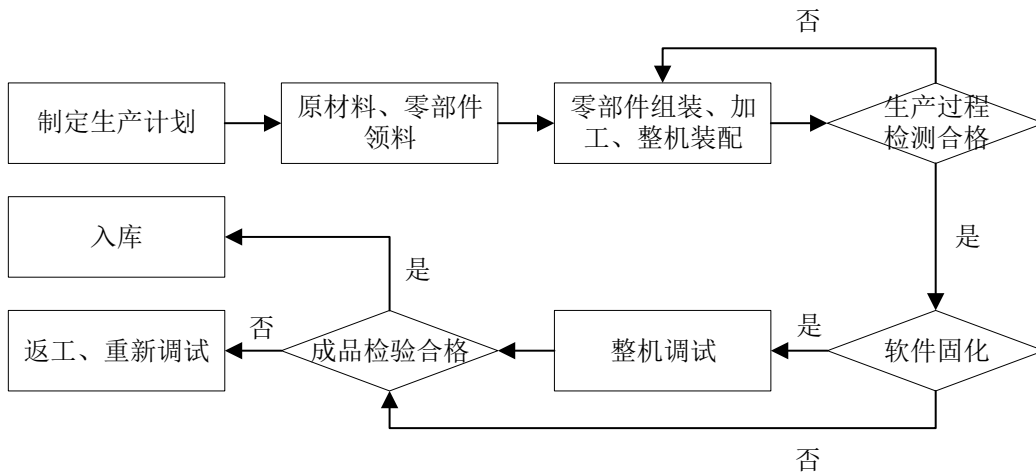 否
制定生产计划
原材料、零部件
领料
零部件组装、加
工、整机装配
生产过程
检测合格
入库
是
是
返工、重新调试
否
成品检验合格
整机调试
是
软件固化
否